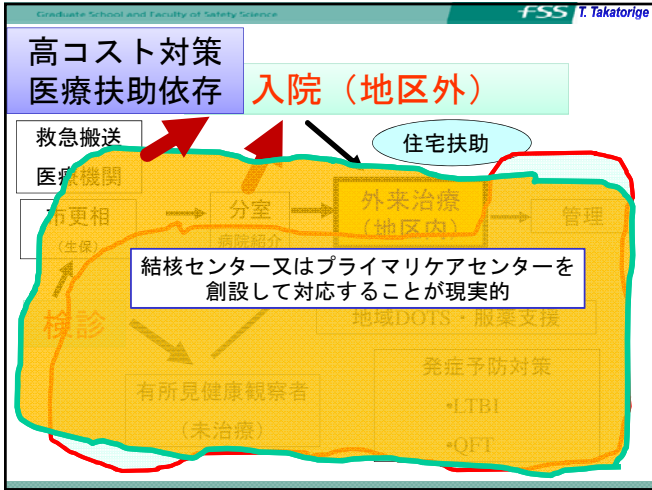 Graduate School and Faculty of Safety Science
fSS T. Takatorige
高コスト対策
医療扶助依存
入院（地区外）
救急搬送
医療機関
住宅扶助
市更相
（生保）
分室
病院紹介
外来治療
（地区内）
管理
結核センター又はプライマリケアセンターを
創設して対応することが現実的
検診
地域DOTS・服薬支援
有所見健康観察者
（未治療）
発症予防対策
•LTBI
•QFT